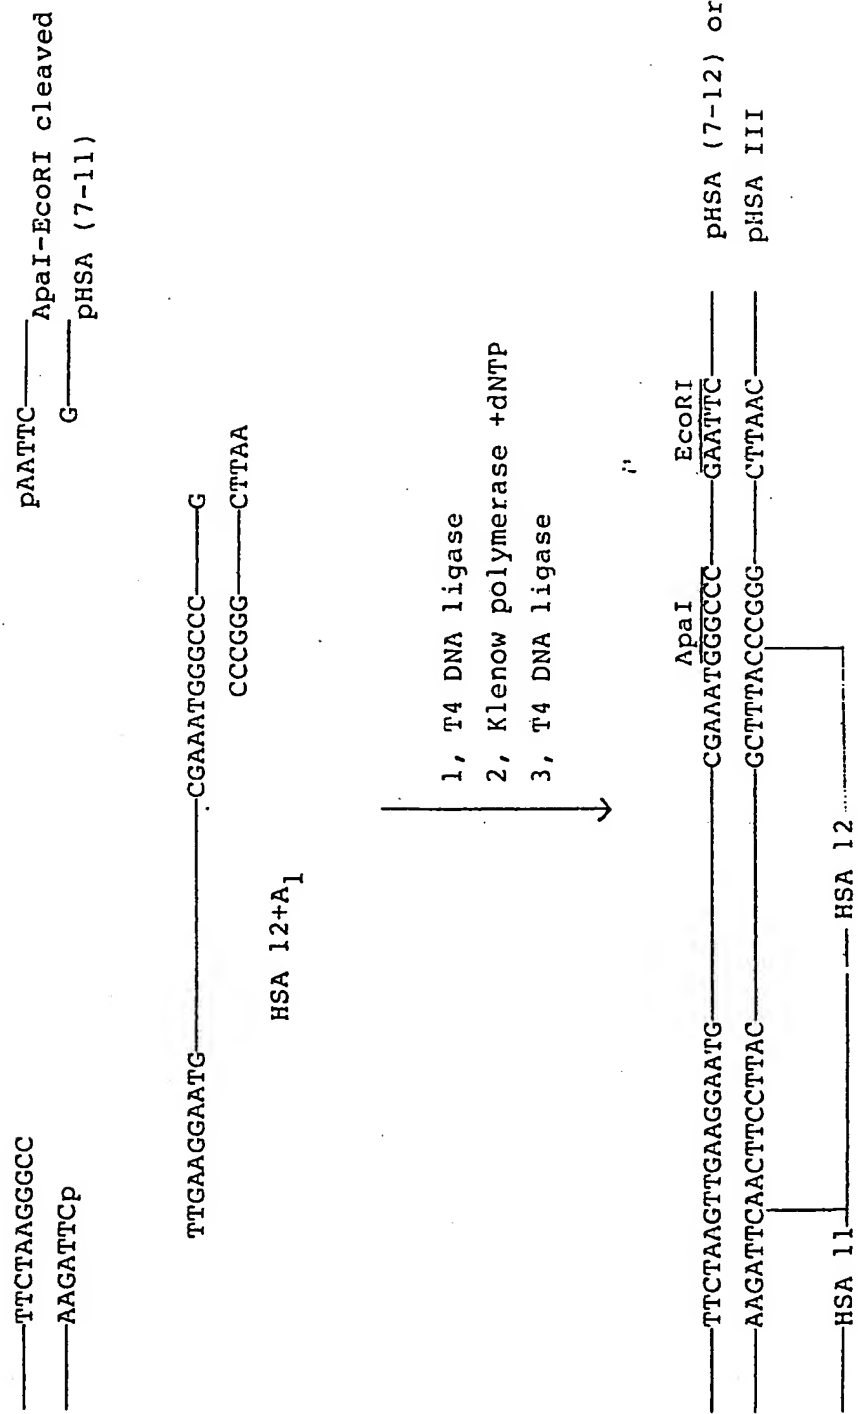 TTCTAAGGGCC
AAGATTCp
pAATTC
ApaI-EcoRI cleaved
G
pHSA (7-11)
TTGAAGGAATG CGAAATGGGCCC G
CCCGGG CTTAA
HSA 12+A1
1, T4 DNA ligase
2, Klenow polymerase +dNTP
3, T4 DNA ligase
ApaI EcoRI
TTCTAAGTTGAAGGAATG CGAAATGGGCCC GAATTC pHSA (7-12) or
AAGATTCAACTTCCTTAC GCTTTACCCGGG CTTAAC pHSA III
HSA 11 HSA 12